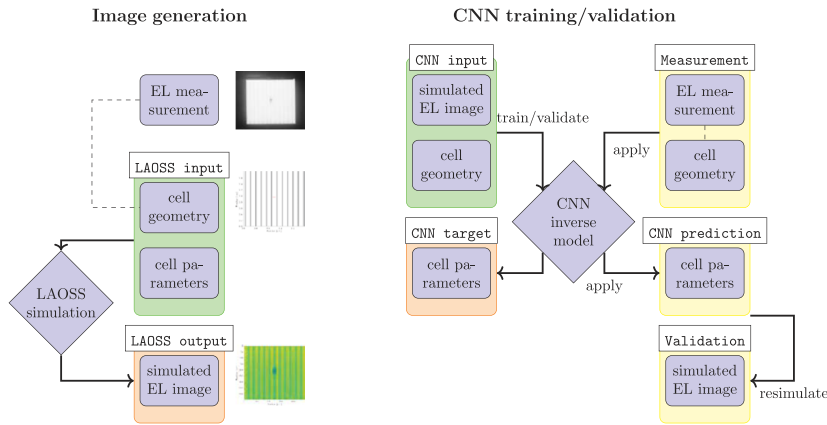 Image generation
EL mea-
surement
LAOSS input
cell
geometry
cell pa-
rameters
LAOSS
simulation
LAOSS output
simulated
EL image
CNN training/validation
CNN input
simulated
EL image
cell
geometry
train/validate
Measurement
EL mea-
surement
cell
geometry
apply
CNN
inverse
model
CNN target
cell pa-
rameters
apply
CNN prediction
cell pa-
rameters
Validation
simulated
EL image
resimulate